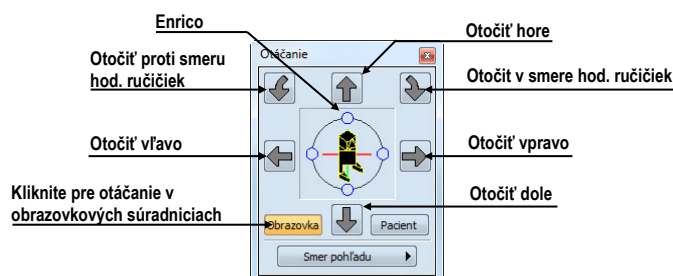 Enrico
Otočiť hore
Otáčanie
Otočiť proti smeru
hod. ručičiek
Otočit v smere hod. ručičiek
Otočiť vľavo
Otočiť vpravo
Kliknite pre otáčanie v
obrazovkových súradniciach
Otočiť dole
Obrazovka
Pacient
Smer pohľadu